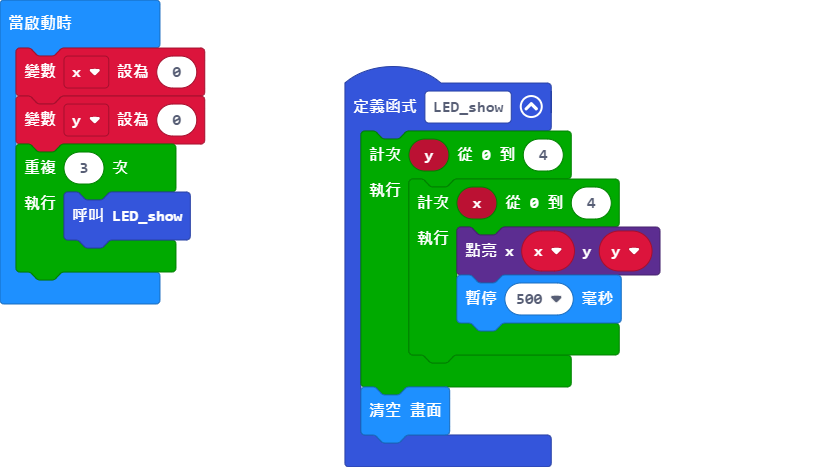 當啟動時
變數 x 設為 0
變數 y 設為 0
重複 3 次
執行
呼叫 LED_show
定義函式 LED_show
計次 y 從 0 到 4
執行
計次 x 從 0 到 4
執行
點亮 x x y y
暫停 500 毫秒
清空 畫面